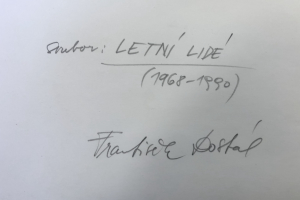 soubor: LETNÍ LIDÉ
(1968-1990)
František Dostál